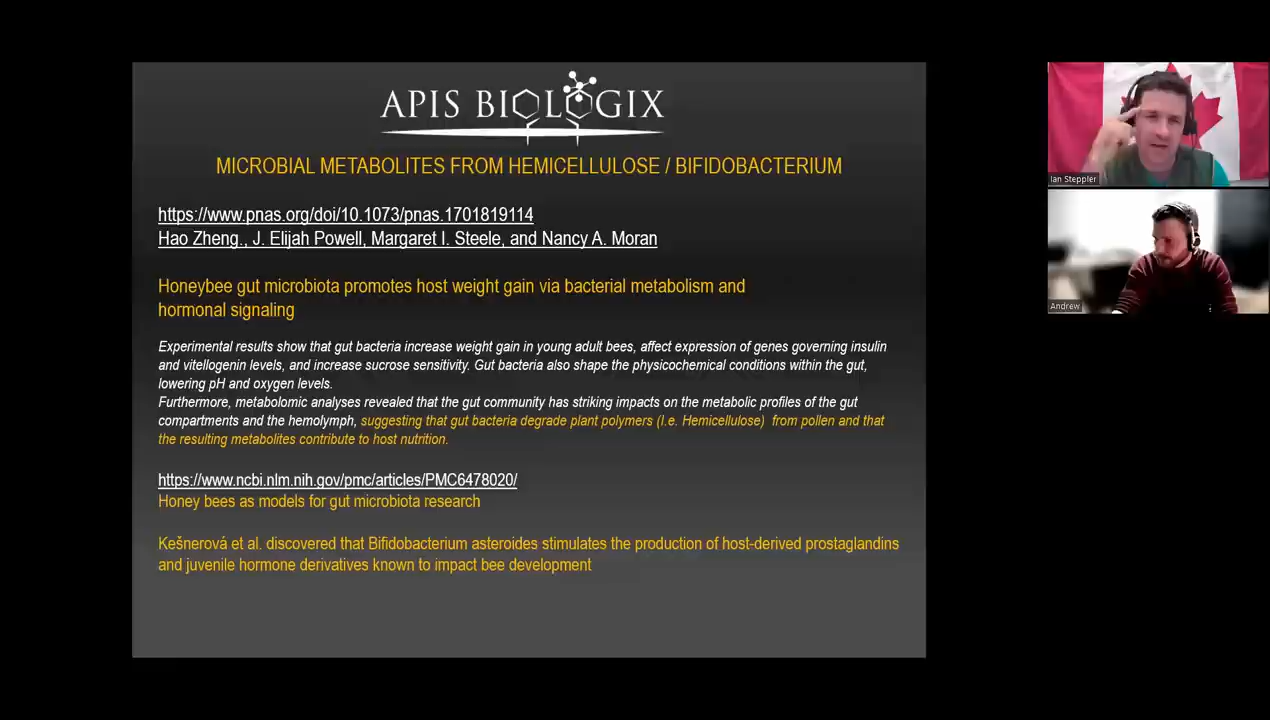 APIS BIOLOGIX
MICROBIAL METABOLITES FROM HEMICELLULOSE / BIFIDOBACTERIUM
https://www.pnas.org/doi/10.1073/pnas.1701819114
Hao Zheng., J. Elijah Powell, Margaret I. Steele, and Nancy A. Moran
Honeybee gut microbiota promotes host weight gain via bacterial metabolism and
hormonal signaling
Experimental results show that gut bacteria increase weight gain in young adult bees, affect expression of genes governing insulin
and vitellogenin levels, and increase sucrose sensitivity. Gut bacteria also shape the physicochemical conditions within the gut,
lowering pH and oxygen levels.
Furthermore, metabolomic analyses revealed that the gut community has striking impacts on the metabolic profiles of the gut
compartments and the hemolymph, suggesting that gut bacteria degrade plant polymers (I.e. Hemicellulose) from pollen and that
the resulting metabolites contribute to host nutrition.
https://www.ncbi.nlm.nih.gov/pmc/articles/PMC6478020/
Honey bees as models for gut microbiota research
Kešnerová et al. discovered that Bifidobacterium asteroides stimulates the production of host-derived prostaglandins
and juvenile hormone derivatives known to impact bee development
Ian Steppler
Andrew